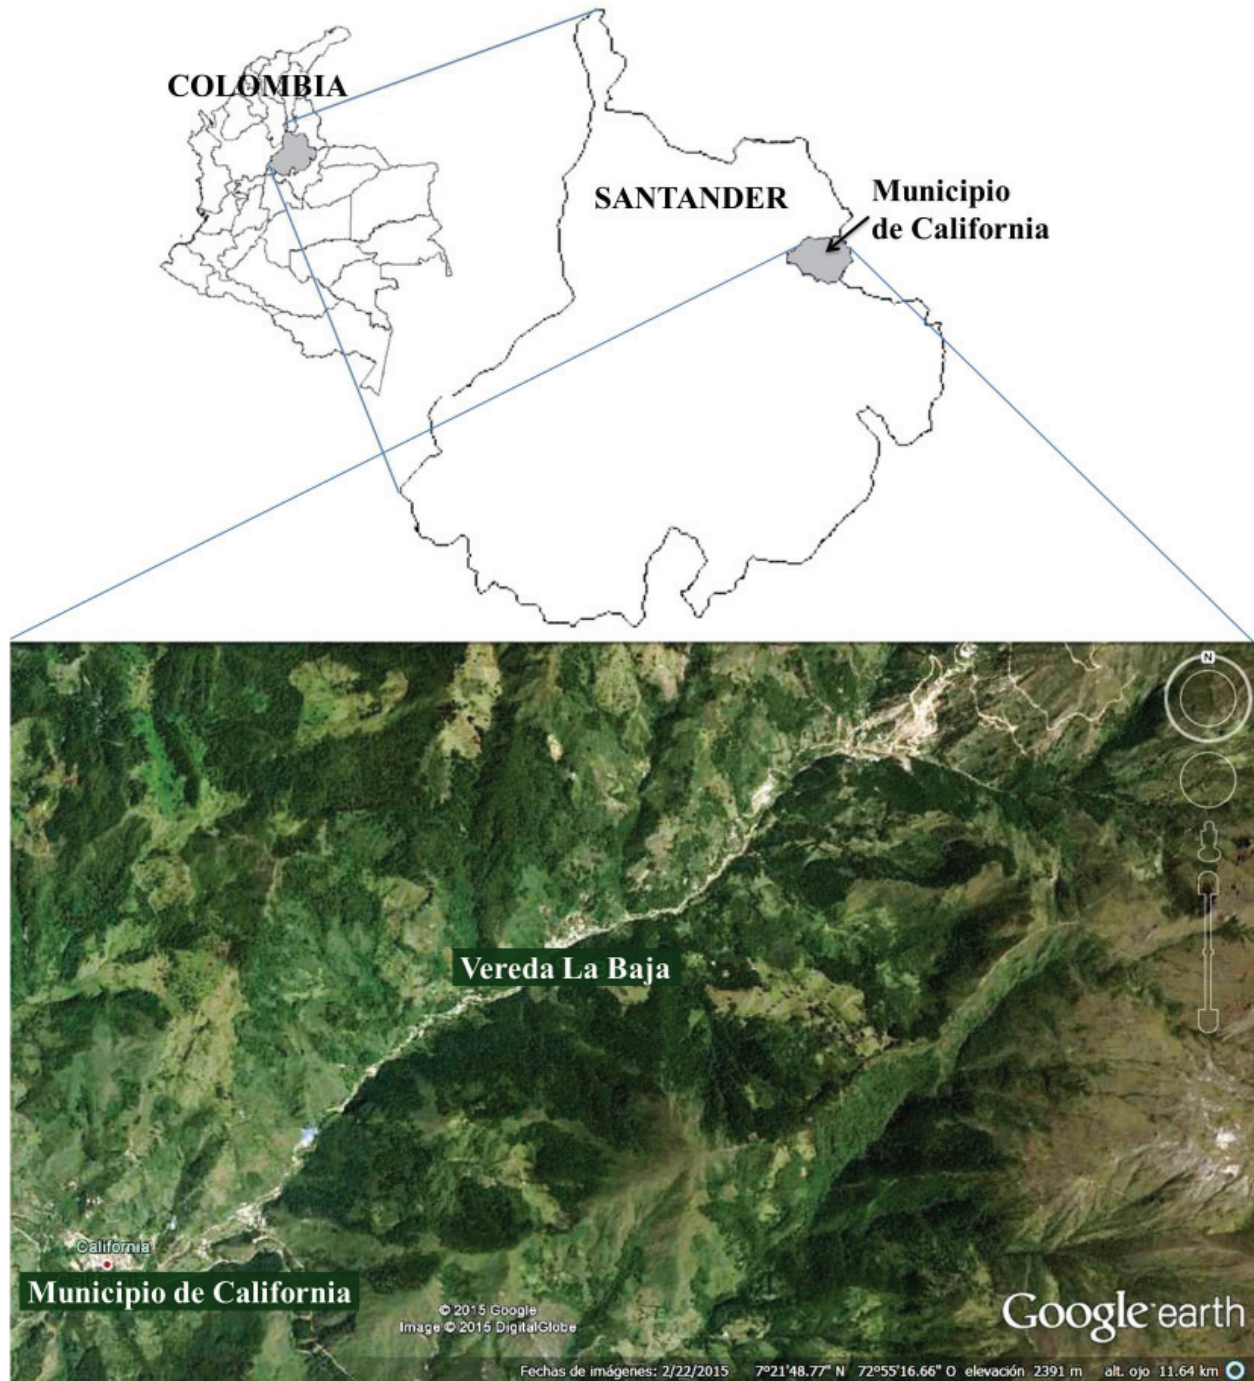 COLOMBIA
SANTANDER
Municipio
de California
N
Vereda La Baja
California
Municipio de California
© 2015 Google
Image © 2015 DigitalGlobe
Google earth
Fechas de imágenes: 2/22/2015 7°21'48.77" N 72°55'16.66" O elevación 2391 m alt. ojo 11.64 km